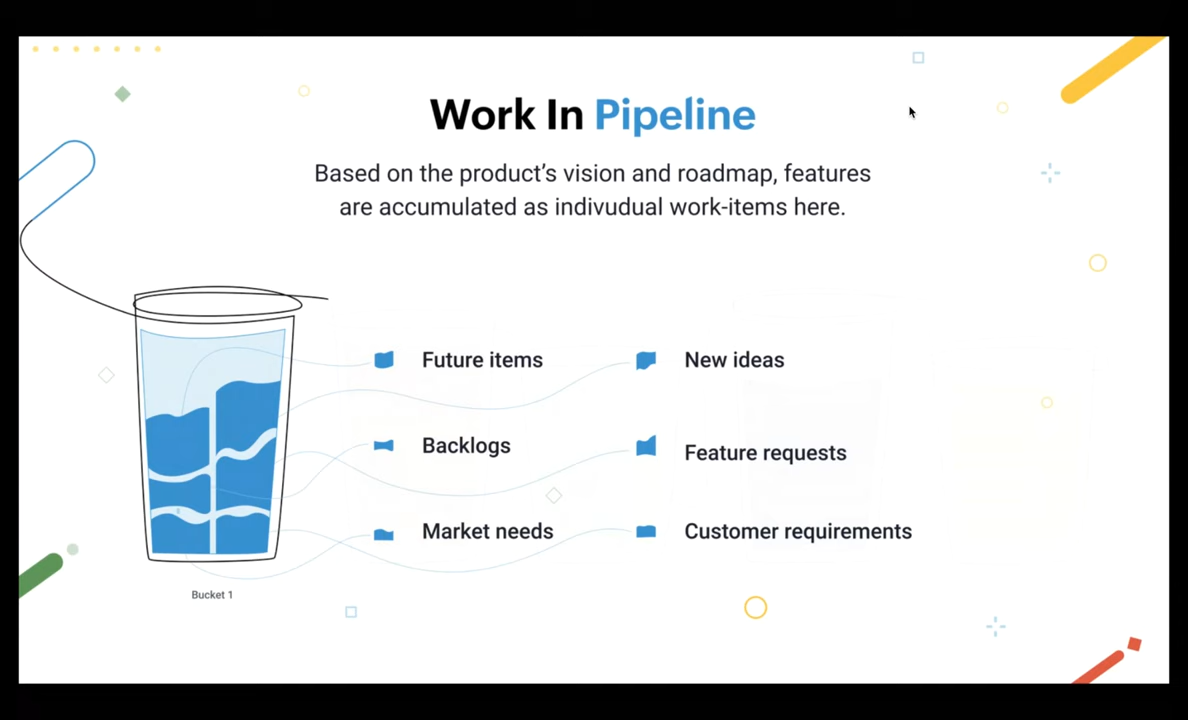 Work In Pipeline
Based on the product’s vision and roadmap, features
are accumulated as indivudual work-items here.
Future items
New ideas
Backlogs
Feature requests
Market needs
Customer requirements
Bucket 1